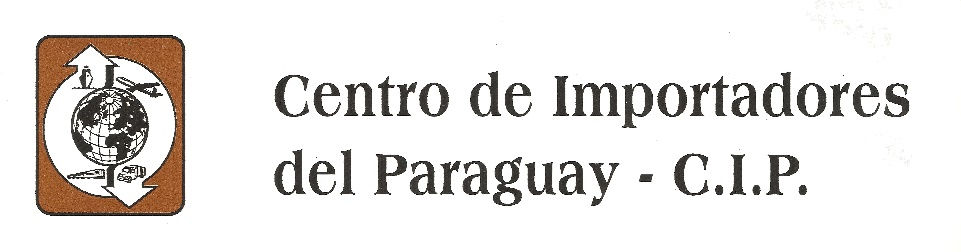 Centro de Importadores
del Paraguay - C.I.P.